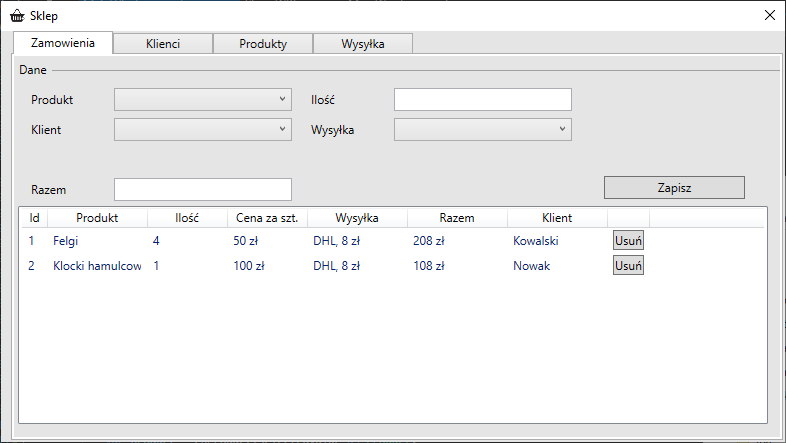 Sklep
Zamowienia Klienci Produkty Wysyłka
Dane
Produkt Ilość
Klient Wysyłka
Razem Zapisz
Id Produkt Ilość Cena za szt. Wysyłka Razem Klient
1 Felgi 4 50 zł DHL, 8 zł 208 zł Kowalski Usuń
2 Klocki hamulcow 1 100 zł DHL, 8 zł 108 zł Nowak Usuń